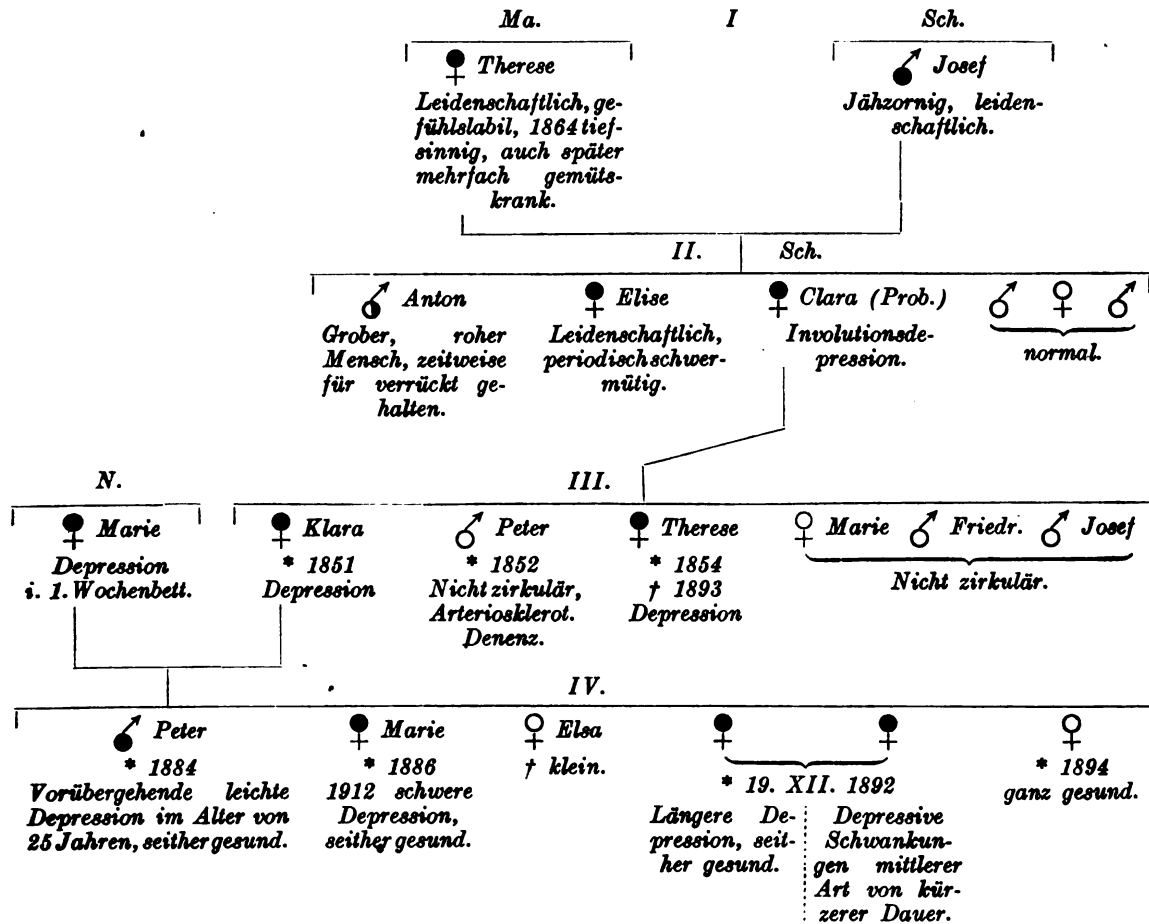 Ma. I Sch.
Therese
Leidenschaftlich, ge-
fühlslabil, 1864 tief-
sinnig, auch später
mehrfach gemüts-
krank.
Josef
Jähzornig, leiden-
schaftlich.
II. Sch.
Anton
Grober, roher
Mensch, zeitweise
für verrückt ge-
halten.
Elise
Leidenschaftlich,
periodisch schwer-
mütig.
Clara (Prob.)
Involutionsde-
pression.
normal.
N. III.
Marie
Depression
i. 1. Wochenbett.
Klara
* 1851
Depression
Peter
* 1852
Nicht zirkulär,
Arteriosklerot.
Denenz.
Therese
* 1854
† 1893
Depression
Marie Friedr. Josef
Nicht zirkulär.
IV.
Peter
* 1884
Vorübergehende leichte
Depression im Alter von
25 Jahren, seither gesund.
Marie
* 1886
1912 schwere
Depression,
seither gesund.
Elsa
† klein.
* 19. XII. 1892
Längere De-
pression, seit-
her gesund.
Depressive
Schwankun-
gen mittlerer
Art von kür-
zerer Dauer.
* 1894
ganz gesund.